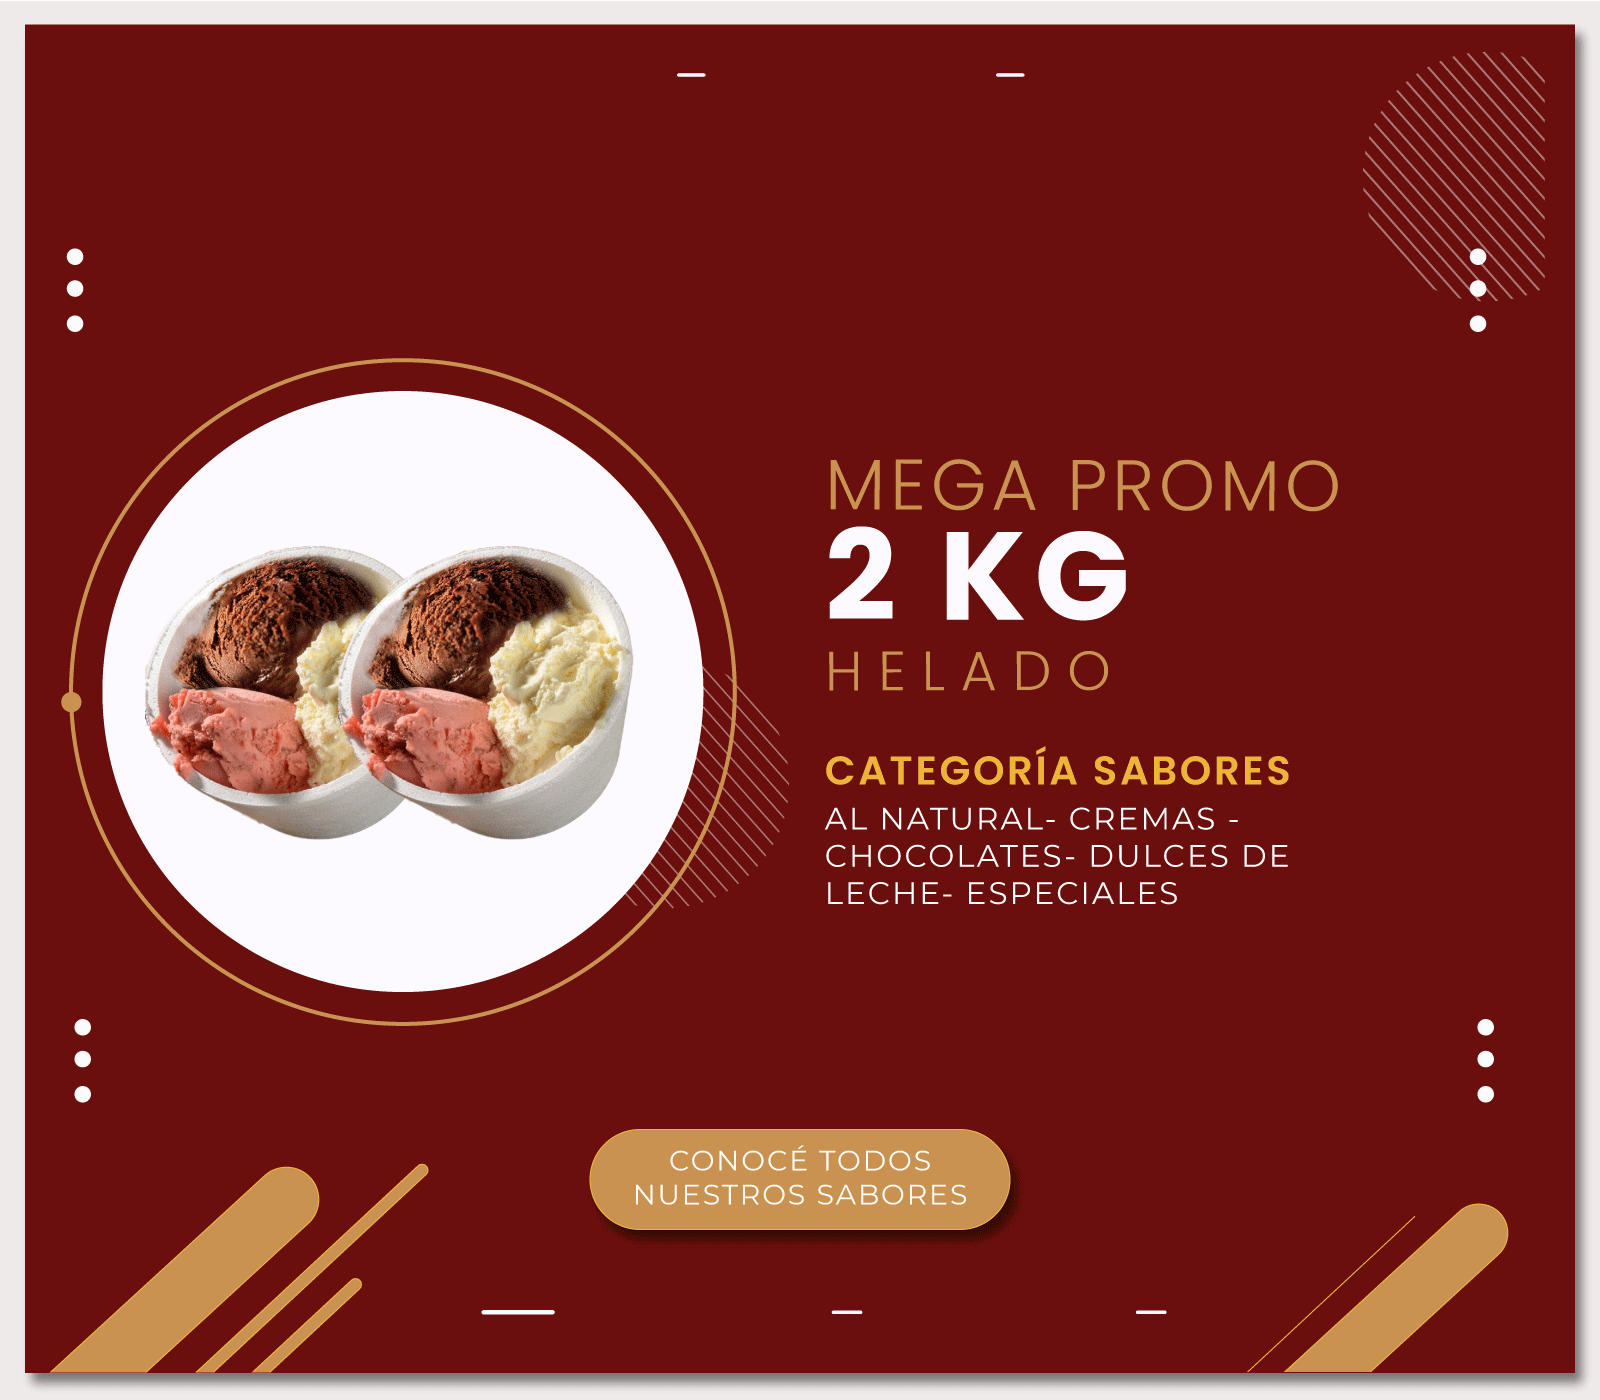 MEGA PROMO
2 KG
HELADO
CATEGORÍA SABORES
AL NATURAL- CREMAS -
CHOCOLATES- DULCES DE
LECHE- ESPECIALES
CONOCÉ TODOS
NUESTROS SABORES